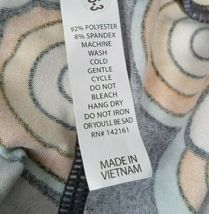 92% POLYESTER
8% SPANDEX
MACHINE
WASH
COLD
GENTLE
CYCLE
DO NOT
BLEACH
HANG DRY
DO NOT IRON
OR YOU'LL BE SAD
RN# 142161
MADE IN
VIETNAM